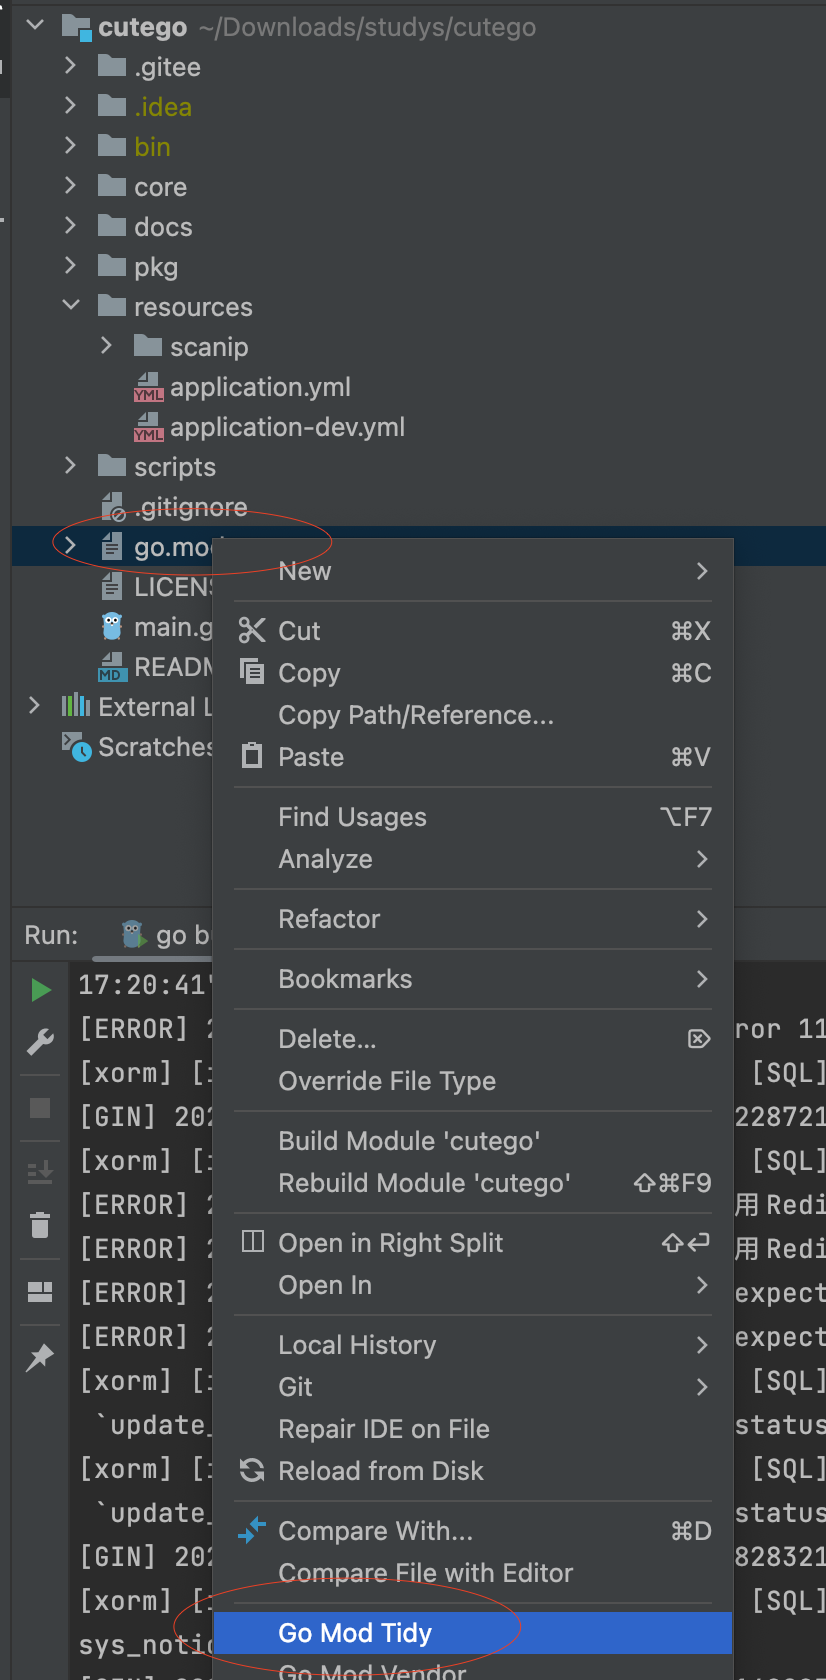 cutego ~/Downloads/studys/cutego
.gitee
.idea
bin
core
docs
pkg
resources
scanip
YML application.yml
YML application-dev.yml
scripts
.gitignore
go.mo
LICEN
main.g
MD READ
External
Scratches
New
Cut ⌘X
Copy ⌘C
Copy Path/Reference...
Paste ⌘V
Find Usages ⌥F7
Analyze
Refactor
Bookmarks
Delete... ⌦
Override File Type
Build Module 'cutego'
Rebuild Module 'cutego' ⇧⌘F9
Open in Right Split ⇧↩
Open In
Local History
Git
Repair IDE on File
Reload from Disk
Compare With... ⌘D
Compare File with Editor
Go Mod Tidy
Go Mod Vendor
Run: go b
17:20:41
[ERROR] 2 ror 11
[xorm] [ [SQL]
[GIN] 202 228721
[xorm] [ [SQL]
[ERROR] 2 用 Redi
[ERROR] 2 用 Redi
[ERROR] 2 expect
[ERROR] 2 expect
[xorm] [ [SQL]
`update_ status
[xorm] [ [SQL]
`update_ status
[GIN] 202 828321
[xorm] [ [SQL]
sys_noti